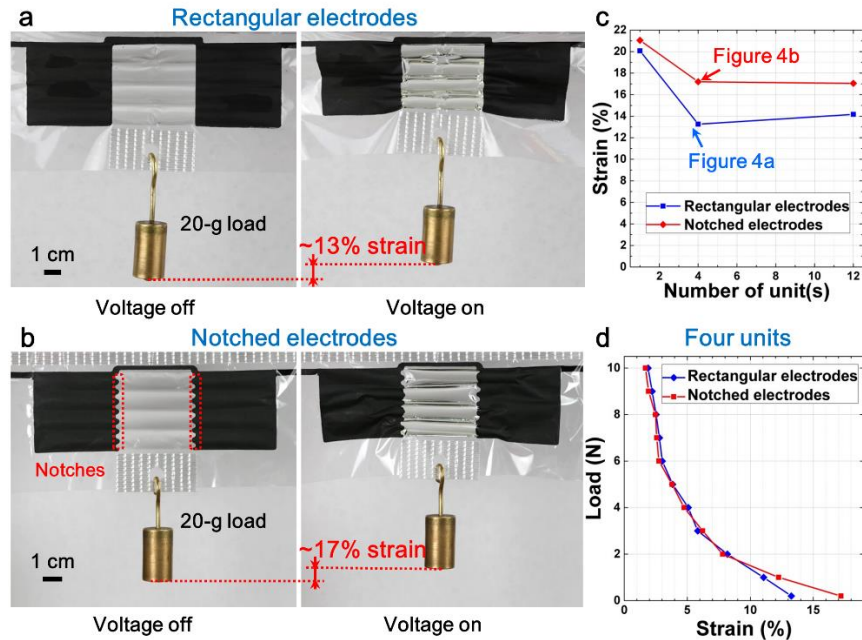 a
Rectangular electrodes
20-g load
1 cm
~13% strain
Voltage off
Voltage on
b
Notched electrodes
Notches
20-g load
1 cm
~17% strain
Voltage off
Voltage on
c
22
20
18
16
14
12
10
8
6
4
2
0
Strain (%)
Figure 4b
Figure 4a
Rectangular electrodes
Notched electrodes
2
4
6
8
10
12
Number of unit(s)
d
Four units
10
8
6
4
2
0
Load (N)
Rectangular electrodes
Notched electrodes
0
5
10
15
Strain (%)